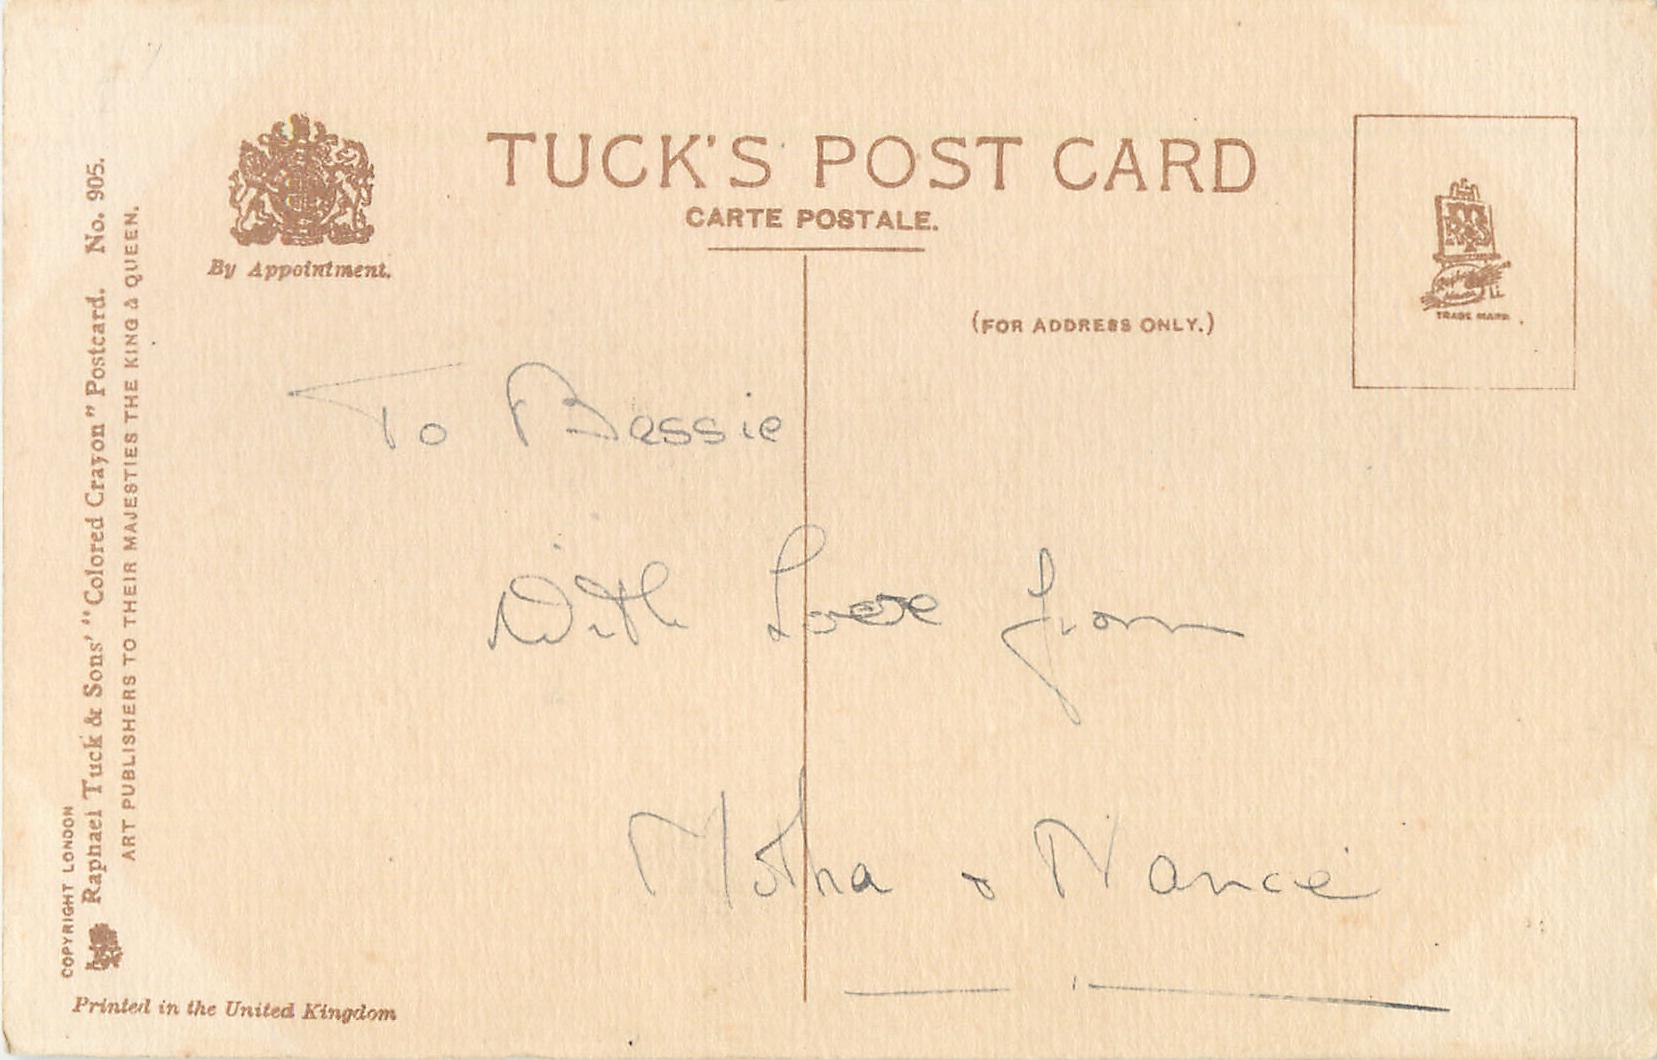 TUCK'S POST CARD
CARTE POSTALE.
By Appointment.
(FOR ADDRESS ONLY.)
TRADE MARK.
To Bessie
With Love from
Motha & Nancie
COPYRIGHT LONDON
Raphael Tuck & Sons' "Colored Crayon" Postcard. No. 905.
ART PUBLISHERS TO THEIR MAJESTIES THE KING & QUEEN.
Printed in the United Kingdom